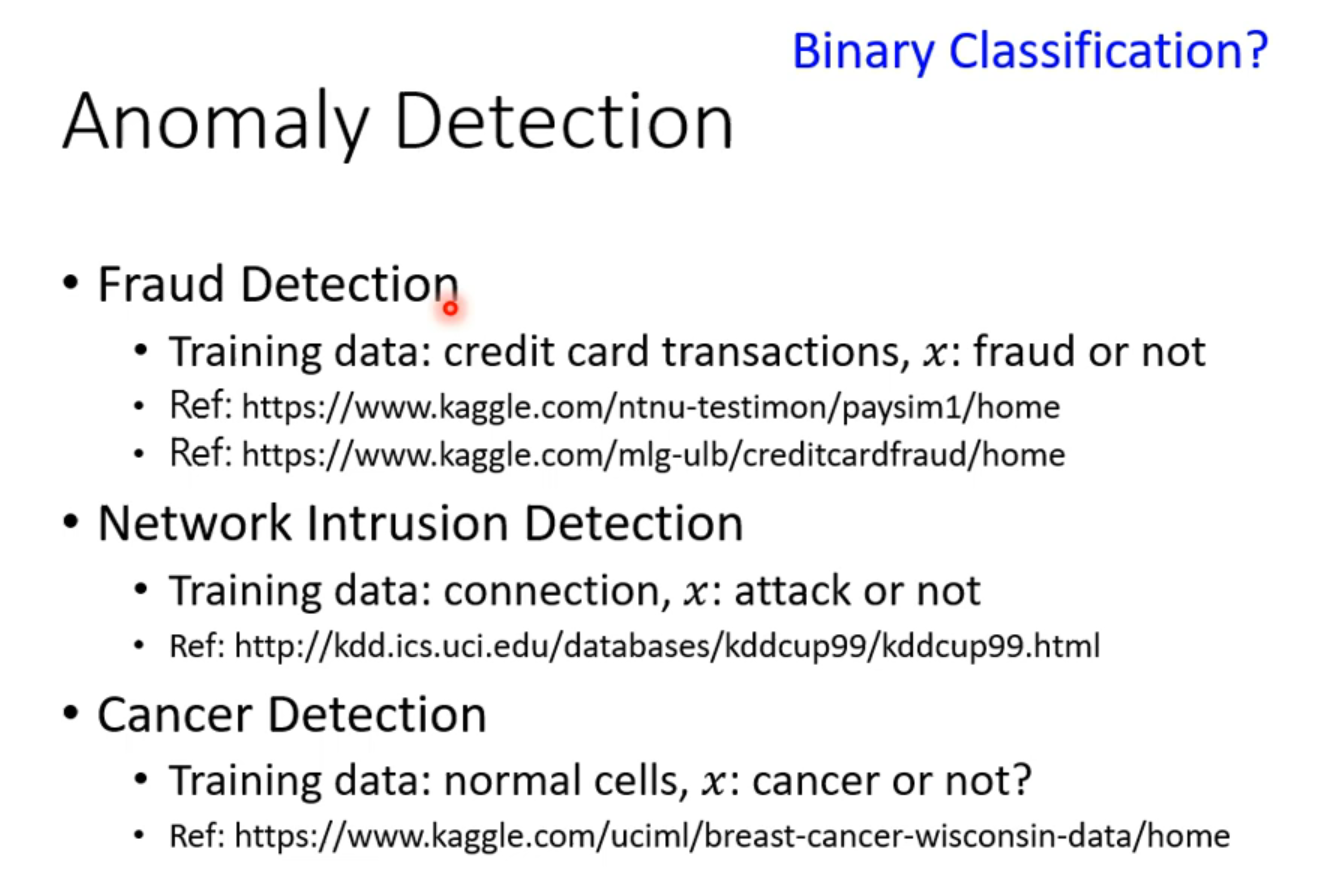 Binary Classification?
Anomaly Detection
• Fraud Detection
• Training data: credit card transactions, x: fraud or not
• Ref: https://www.kaggle.com/ntnu-testimon/paysim1/home
• Ref: https://www.kaggle.com/mlg-ulb/creditcardfraud/home
• Network Intrusion Detection
• Training data: connection, x: attack or not
• Ref: http://kdd.ics.uci.edu/databases/kddcup99/kddcup99.html
• Cancer Detection
• Training data: normal cells, x: cancer or not?
• Ref: https://www.kaggle.com/uciml/breast-cancer-wisconsin-data/home